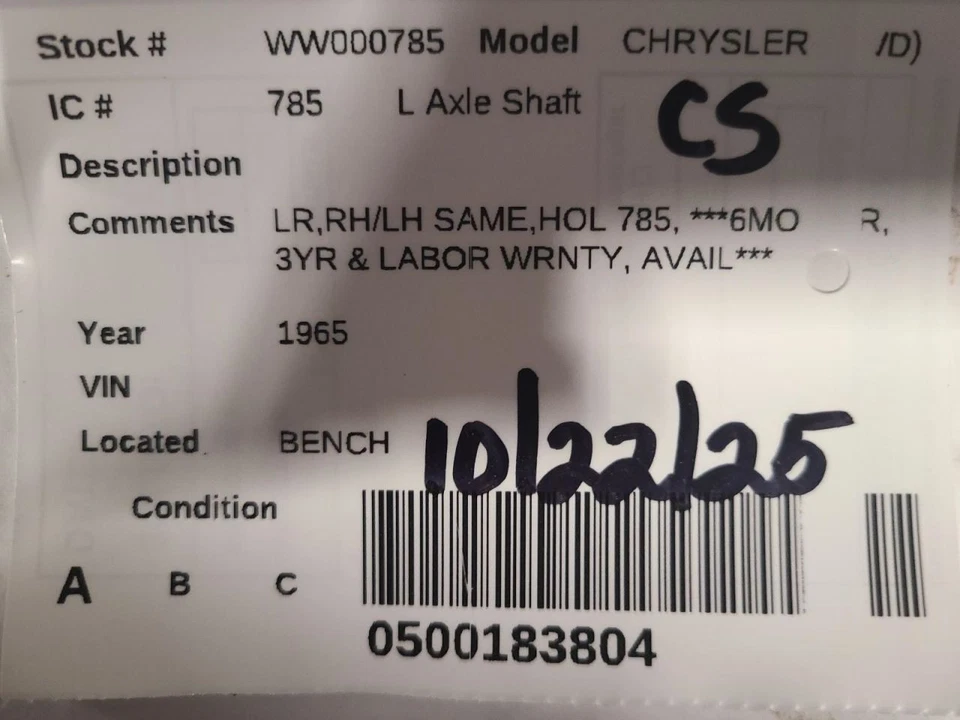 Stock # WW000785 Model CHRYSLER /D)
IC # 785 L Axle Shaft CS
Description
Comments LR,RH/LH SAME,HOL 785, ***6MO R,
3YR & LABOR WRNTY, AVAIL***
Year 1965
VIN
Located BENCH
10/22/25
Condition
A B C
0500183804